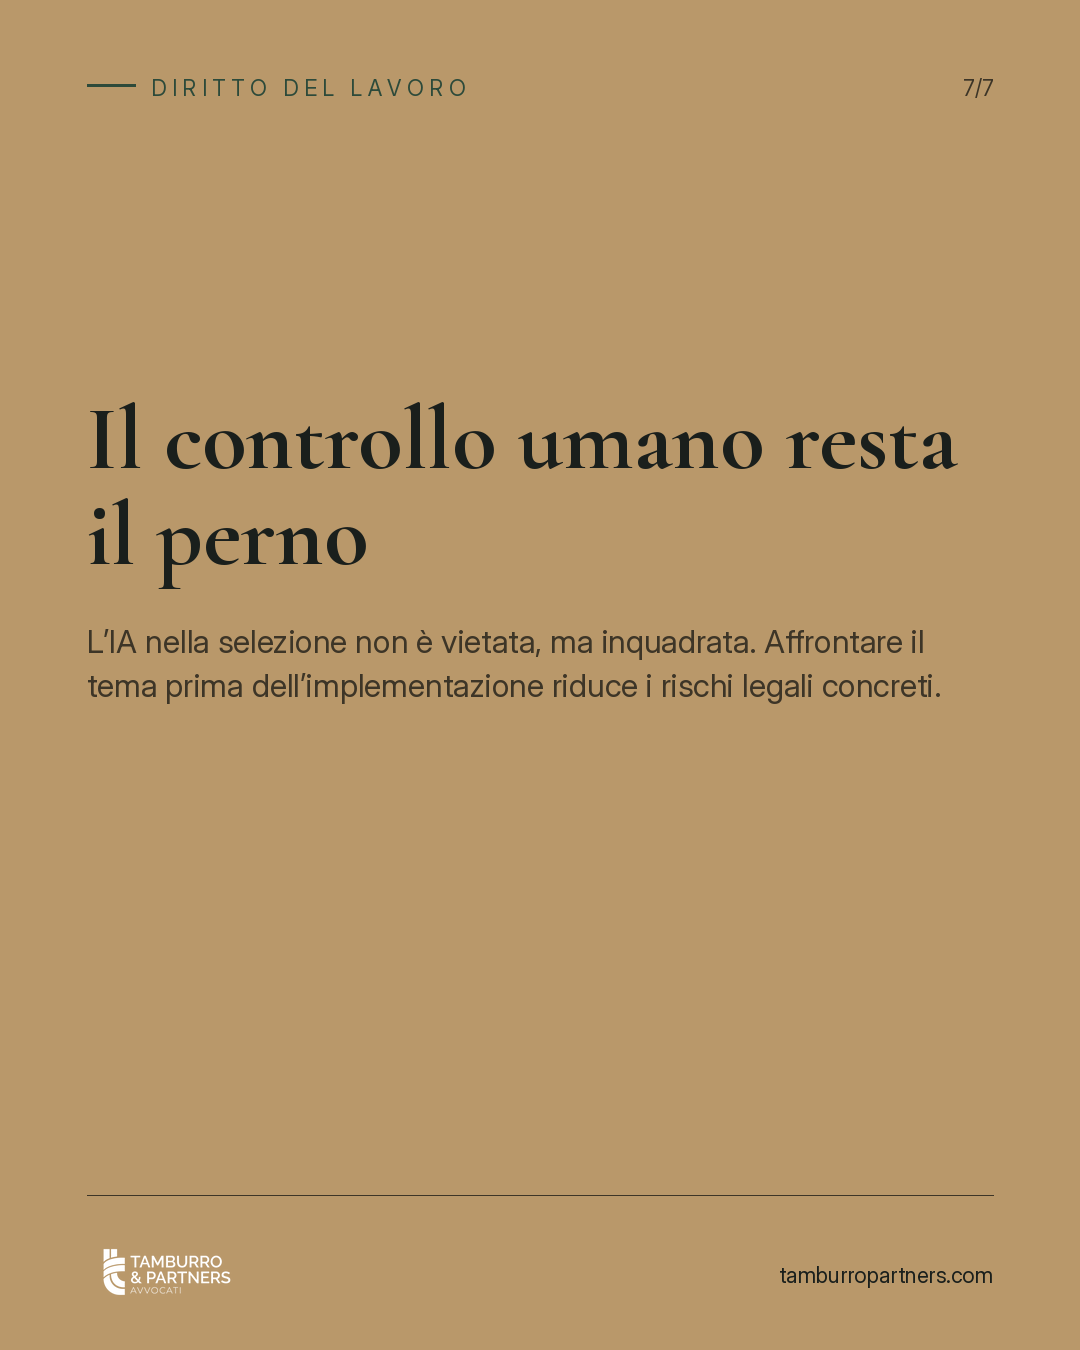 DIRITTO DEL LAVORO
7/7
Il controllo umano resta
il perno
L’IA nella selezione non è vietata, ma inquadrata. Affrontare il
tema prima dell’implementazione riduce i rischi legali concreti.
TAMBURRO
& PARTNERS
AVVOCATI
tamburropartners.com